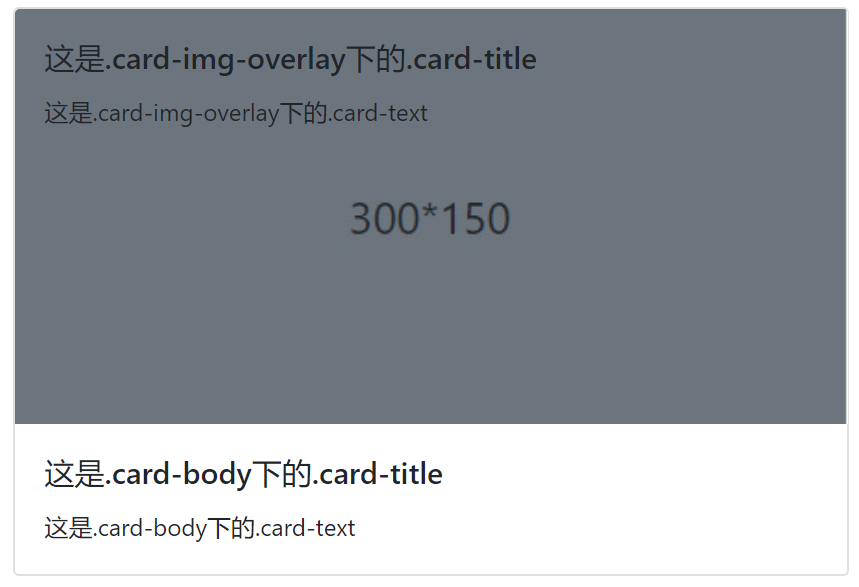 这是.card-img-overlay下的.card-title
这是.card-img-overlay下的.card-text
300*150
这是.card-body下的.card-title
这是.card-body下的.card-text